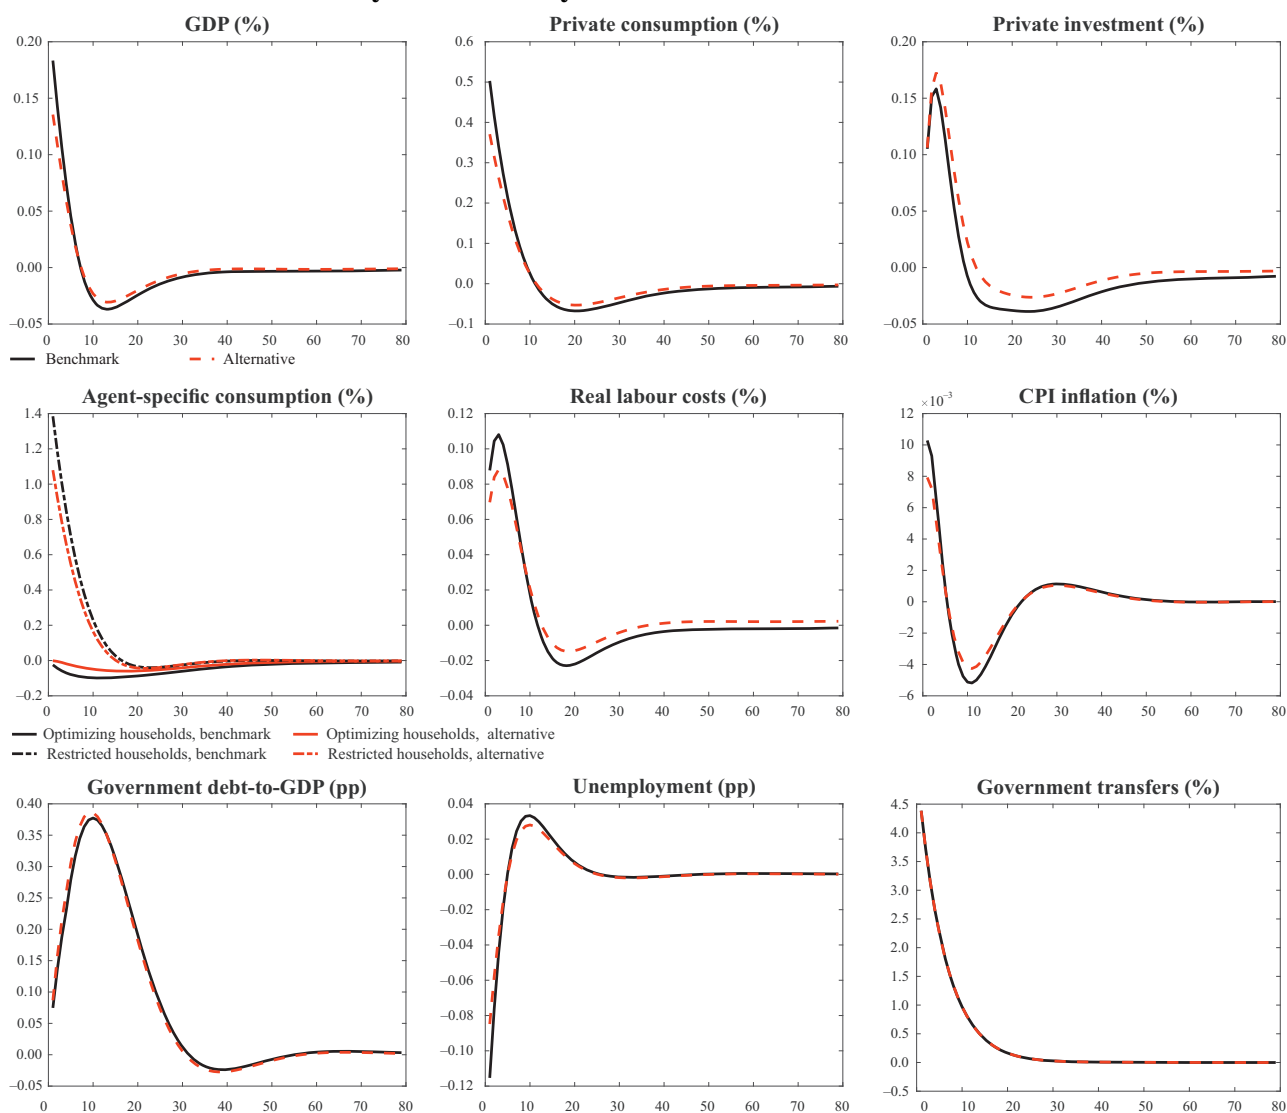 GDP (%) Private consumption (%) Private investment (%)
0.20 0.6 0.20
0.5
0.15 0.15
0.4
0.10 0.3 0.10
0.05 0.2 0.05
0.1
0.00 0.00
0.0
–0.05 –0.1 –0.05
0 10 20 30 40 50 60 70 80 0 10 20 30 40 50 60 70 80 0 10 20 30 40 50 60 70 80
Benchmark Alternative
Agent-specific consumption (%) Real labour costs (%) CPI inflation (%)
×10⁻³
1.4 0.12 12
1.2 0.10 10
1.0 0.08 8
0.8 0.06 6
0.6 0.04 4
0.4 0.02 2
0.2 0.00 0
0.0 –0.02 –2
–0.2 –0.04 –4
–6
0 10 20 30 40 50 60 70 80 0 10 20 30 40 50 60 70 80 0 10 20 30 40 50 60 70 80
Optimizing households, benchmark Optimizing households, alternative
Restricted households, benchmark Restricted households, alternative
Government debt-to-GDP (pp) Unemployment (pp) Government transfers (%)
0.40 0.04 4.5
0.35 0.02 4.0
0.30 0.00 3.5
0.25 –0.02 3.0
0.20 –0.04 2.5
0.15 –0.06 2.0
0.10 –0.08 1.5
0.05 –0.10 1.0
0.00 –0.12 0.5
–0.05 0.0
–0.5
0 10 20 30 40 50 60 70 80 0 10 20 30 40 50 60 70 80 0 10 20 30 40 50 60 70 80